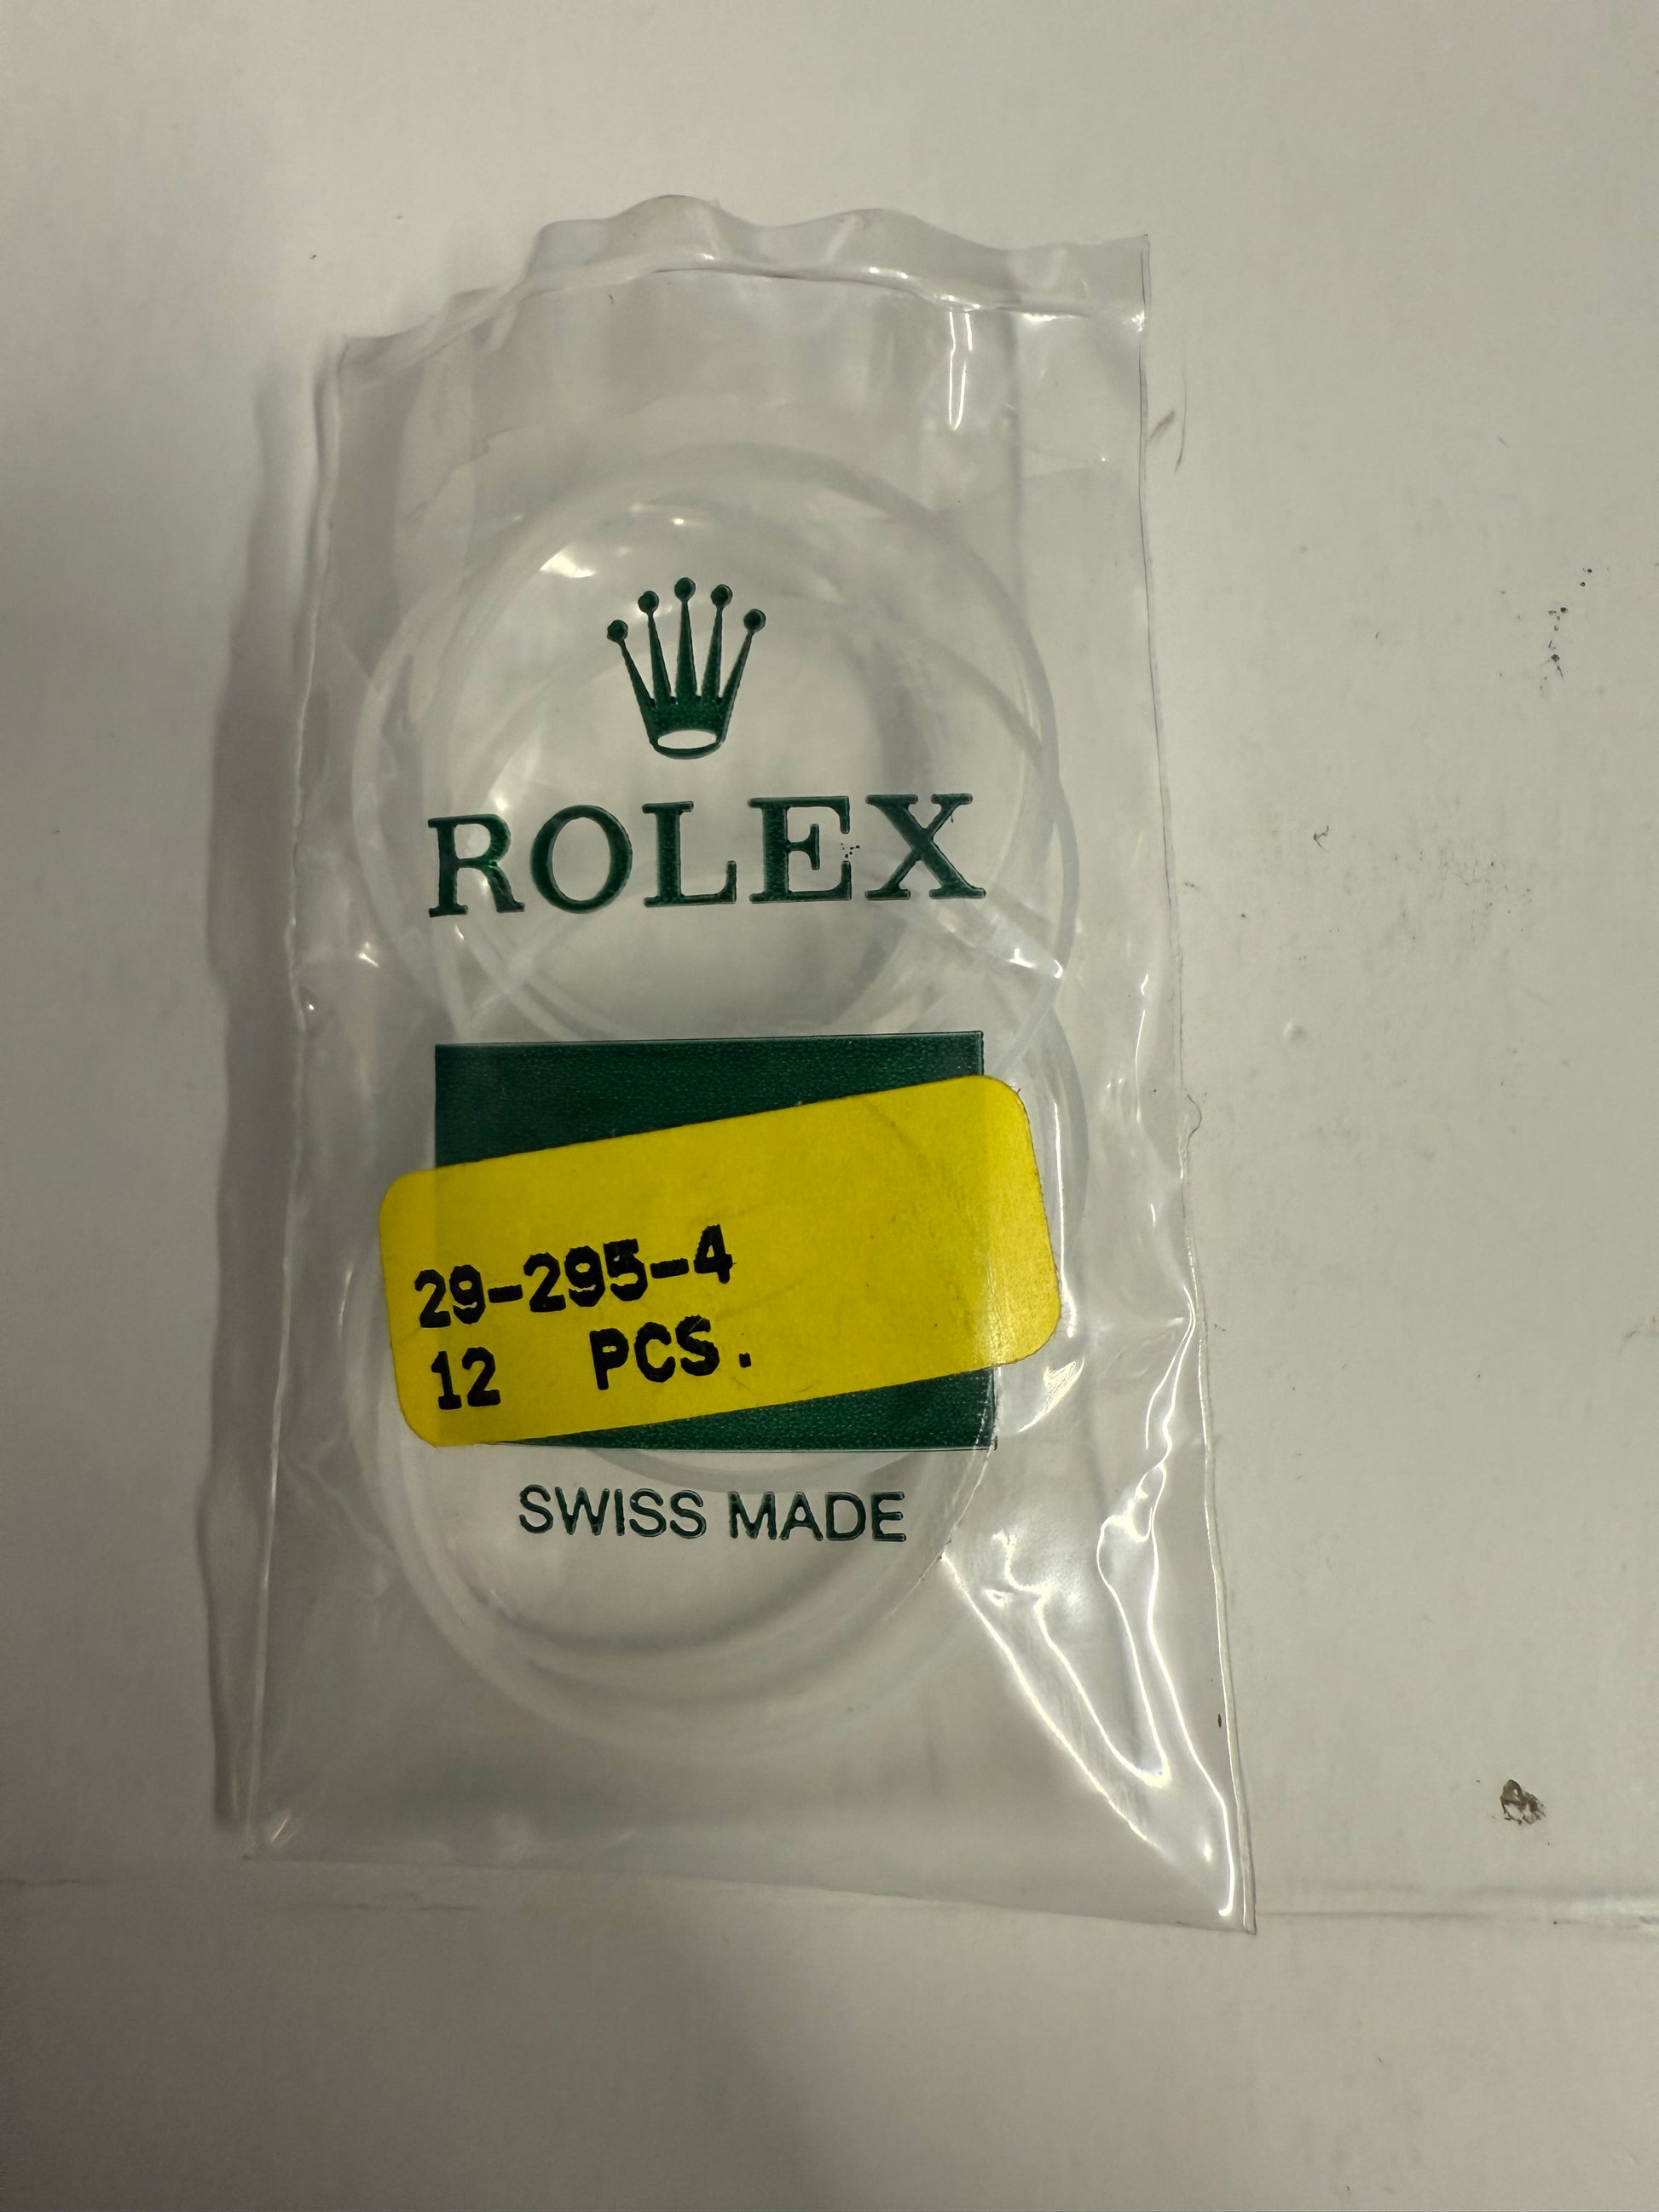 ROLEX
29-295-4
12 PCS.
SWISS MADE